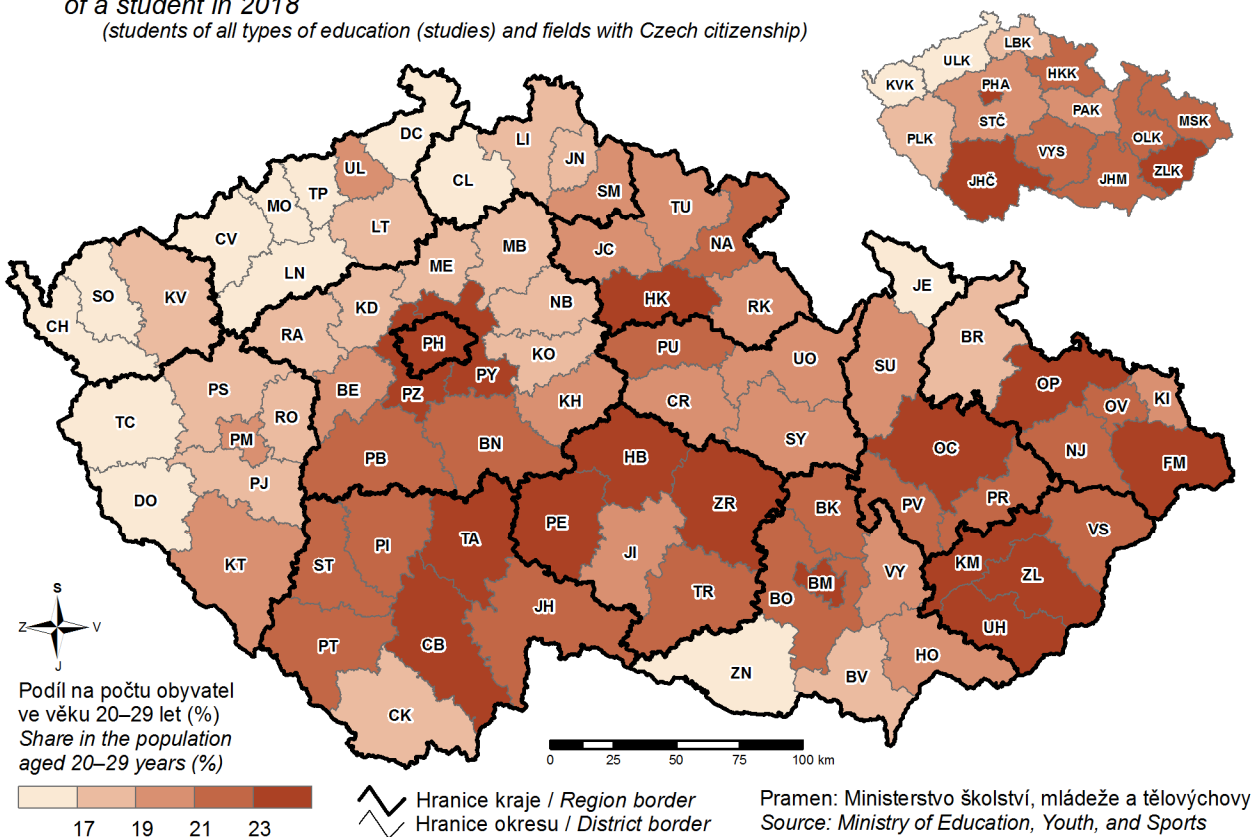 of a student in 2018
(students of all types of education (studies) and fields with Czech citizenship)
LBK
ULK
HKK
KVK
PHA
PAK
STČ
MSK
PLK
OLK
VYS
ZLK
JHČ
JHM
DC
LI
JN
UL
CL
TP
SM
MO
TU
LT
CV
MB
JC
NA
ME
LN
JE
SO
KV
NB
HK
KD
RK
CH
RA
BR
PH
KO
PU
UO
SU
PY
OP
PS
BE
PZ
KI
KH
CR
OV
RO
TC
PM
SY
BN
OC
NJ
PB
HB
FM
PJ
DO
ZR
PR
PV
BK
PE
VS
TA
PI
JI
KT
ST
KM
VY
ZL
BM
TR
BO
JH
UH
PT
CB
HO
ZN
BV
CK
S
Z
V
J
Podíl na počtu obyvatel
ve věku 20–29 let (%)
Share in the population
aged 20–29 years (%)
17 19 21 23
0 25 50 75 100 km
Hranice kraje / Region border
Hranice okresu / District border
Pramen: Ministerstvo školství, mládeže a tělovýchovy
Source: Ministry of Education, Youth, and Sports